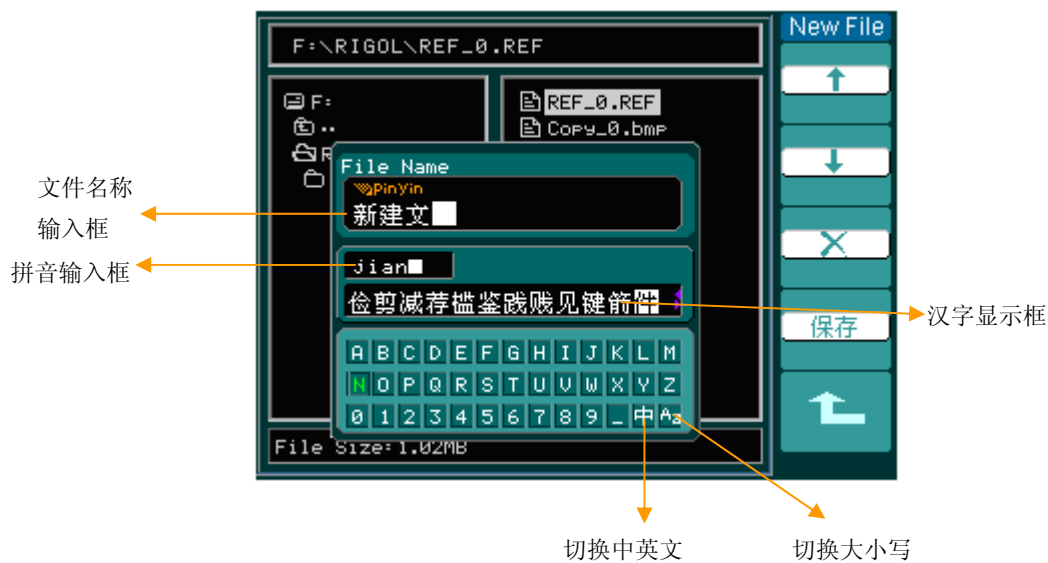 New File
F:\RIGOL\REF_0.REF
F:
..
R
REF_0.REF
Copy_0.bmp
File Name
PinYin
新建文
jian
俭剪减荐槛鉴践贱见键箭件
A B C D E F G H I J K L M
N O P Q R S T U V W X Y Z
0 1 2 3 4 5 6 7 8 9 _ 中 Aa
File Size:1.02MB
保存
文件名称
输入框
拼音输入框
汉字显示框
切换中英文
切换大小写